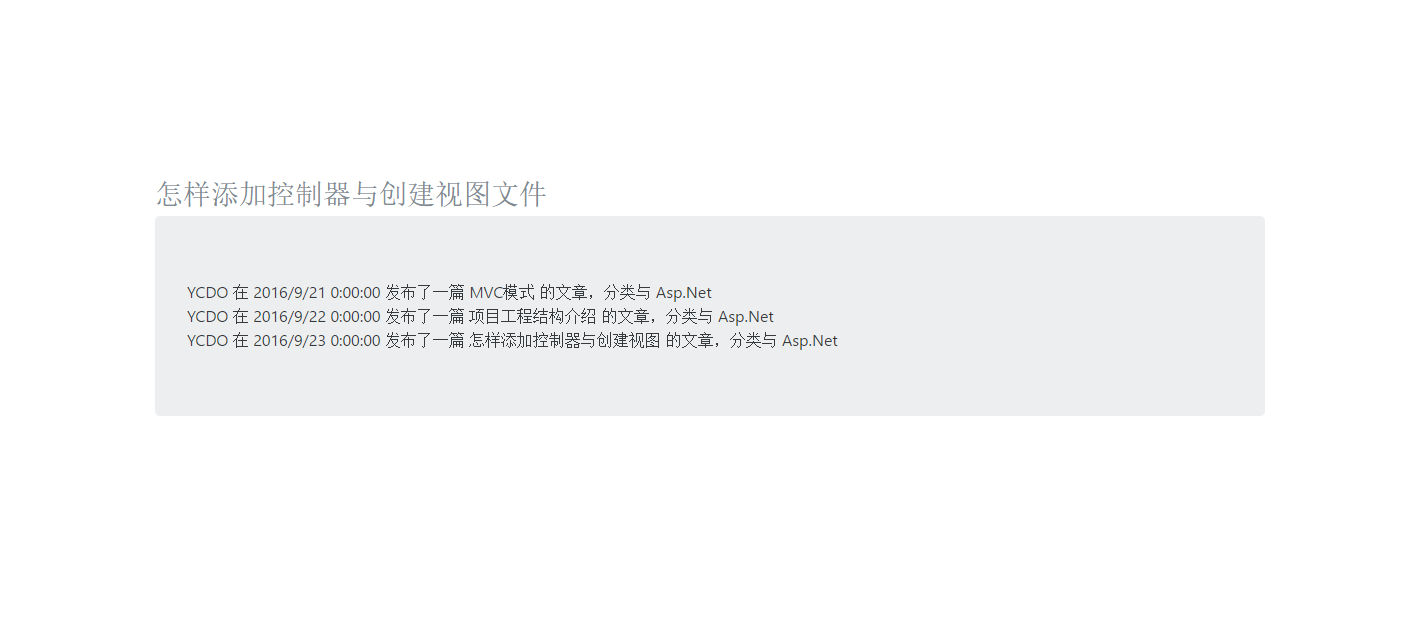 怎样添加控制器与创建视图文件
YCDO 在 2016/9/21 0:00:00 发布了一篇 MVC模式 的文章，分类与 Asp.Net
YCDO 在 2016/9/22 0:00:00 发布了一篇 项目工程结构介绍 的文章，分类与 Asp.Net
YCDO 在 2016/9/23 0:00:00 发布了一篇 怎样添加控制器与创建视图 的文章，分类与 Asp.Net